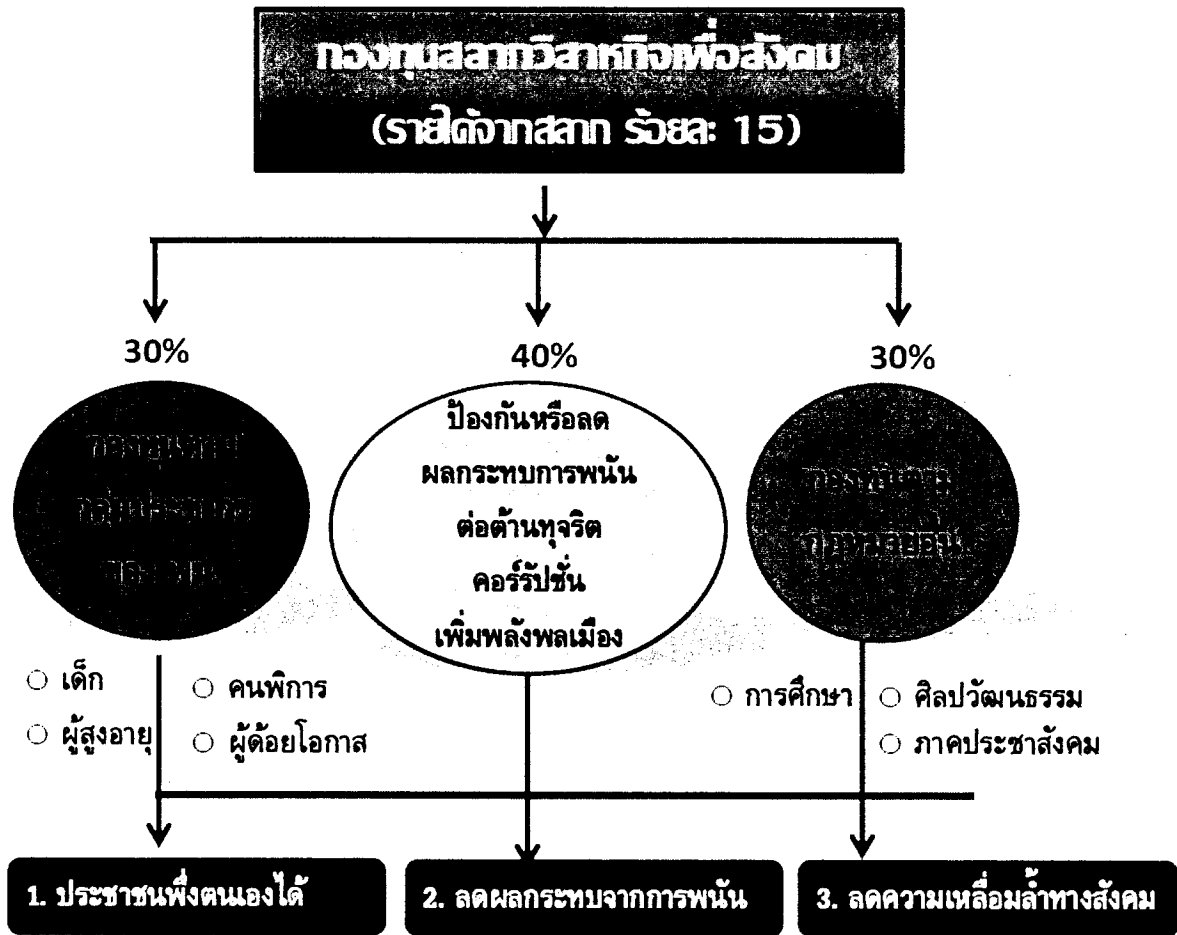 กองทุนสลากวิสาหกิจเพื่อสังคม
(รายได้จากสลาก ร้อยละ 15)
30%
40%
30%
ป้องกันหรือลด
ผลกระทบการพนัน
ต่อต้านทุจริต
คอร์รัปชั่น
เพิ่มพลังพลเมือง
กองทุนตาม
○ เด็ก
○ คนพิการ
○ ผู้สูงอายุ
○ ผู้ด้อยโอกาส
○ การศึกษา
○ ศิลปวัฒนธรรม
○ ภาคประชาสังคม
1. ประชาชนพึ่งตนเองได้
2. ลดผลกระทบจากการพนัน
3. ลดความเหลื่อมล้ำทางสังคม